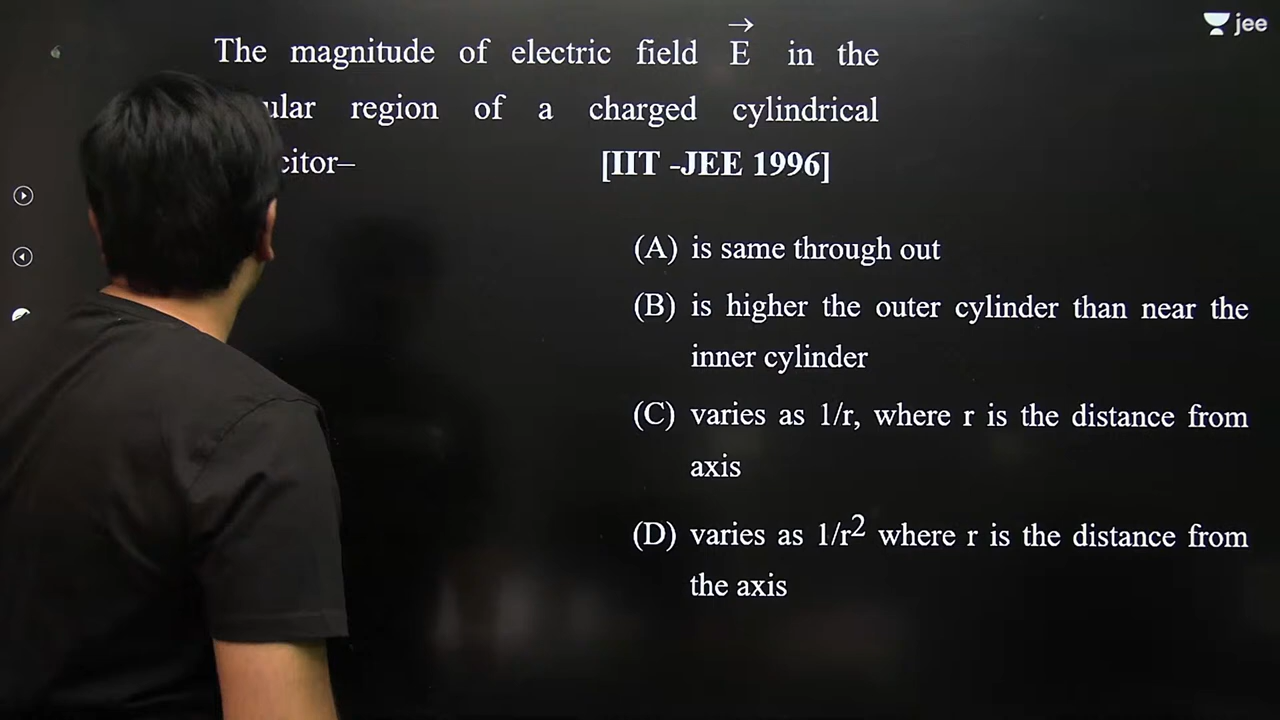 The magnitude of electric field E in the
ular region of a charged cylindrical
citor– [IIT -JEE 1996]
(A) is same through out
(B) is higher the outer cylinder than near the
inner cylinder
(C) varies as 1/r, where r is the distance from
axis
(D) varies as 1/r² where r is the distance from
the axis
jee